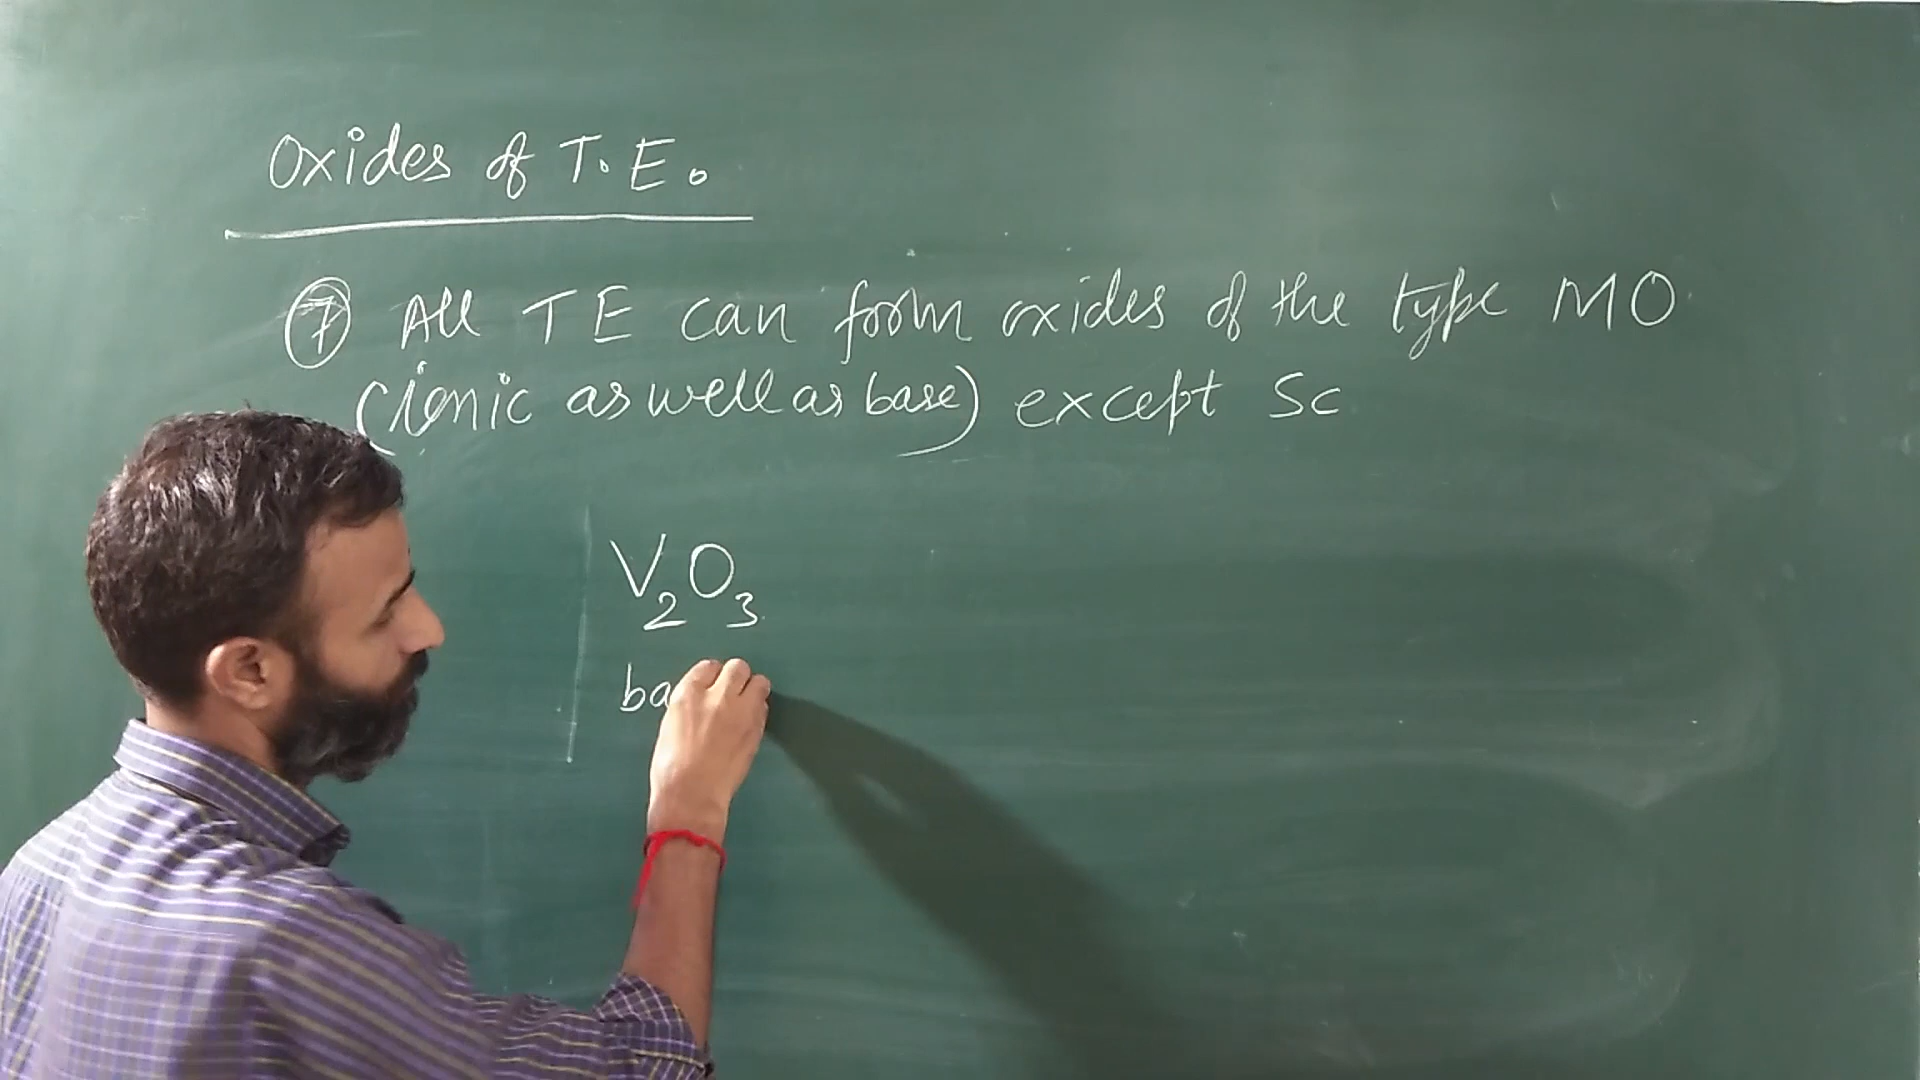 Oxides of T.E.
⑦ All TE can form oxides of the type MO
(ionic as well as base) except Sc
V₂O₃
ba